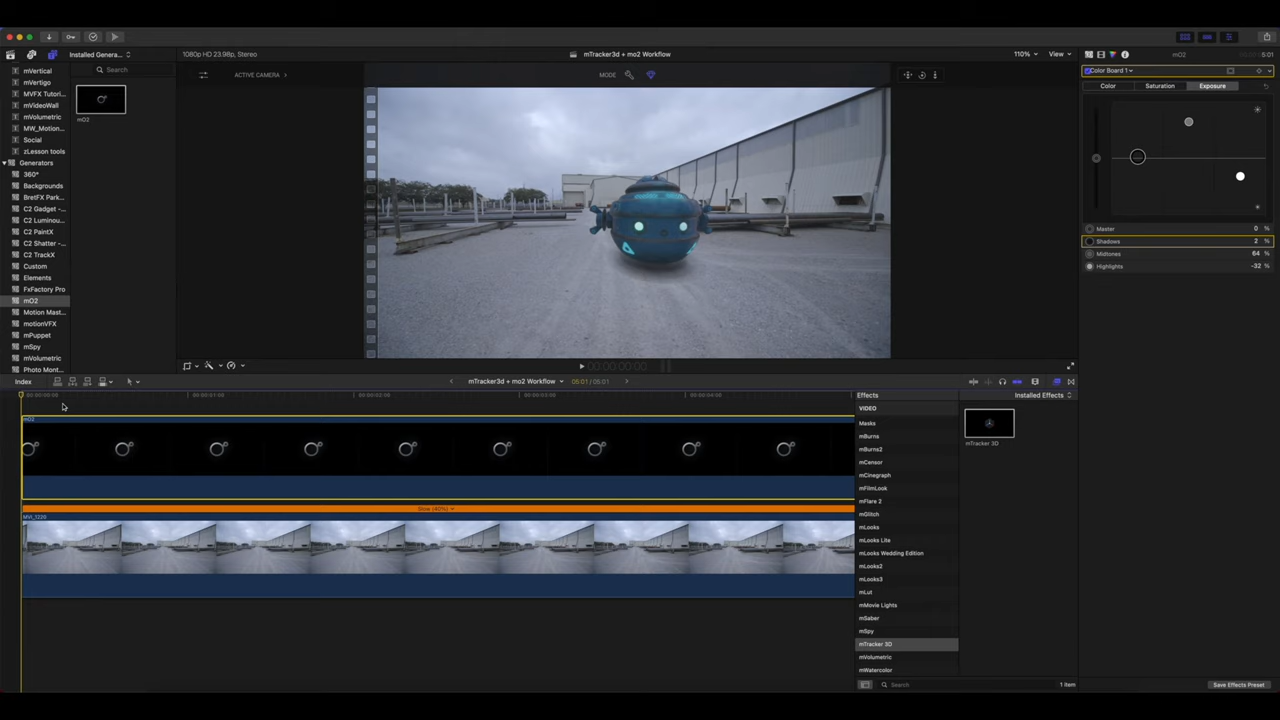 Installed Genera...
1080p HD 23.98p, Stereo
mTracker3d + mo2 Workflow
110%
View
mO2
5:01
mVertical
mVertigo
MVFX Tutori...
mVideoWall
mVolumetric
MW_Motion...
Social
zLesson tools
Generators
360°
Backgrounds
BretFX Park...
C2 Gadget -...
C2 Luminou...
C2 PaintX
C2 Shatter -...
C2 TrackX
Custom
Elements
FxFactory Pro
mO2
Motion Mast...
motionVFX
mPuppet
mSpy
mVolumetric
Photo Mont...
Search
mO2
ACTIVE CAMERA
MODE
Color Board 1
Color
Saturation
Exposure
Master 0 %
Shadows 2 %
Midtones 64 %
Highlights -32 %
Index
mTracker3d + mo2 Workflow
05:01 / 05:01
mO2
Slow (40%)
MVI_1220
Effects
Installed Effects
VIDEO
Masks
mBurns
mBurns2
mCensor
mCinegraph
mFilmLook
mFlare 2
mGlitch
mLooks
mLooks Lite
mLooks Wedding Edition
mLooks2
mLooks3
mLut
mMovie Lights
mSaber
mSpy
mTracker 3D
mVolumetric
mWatercolor
mTracker 3D
Search
1 item
Save Effects Preset